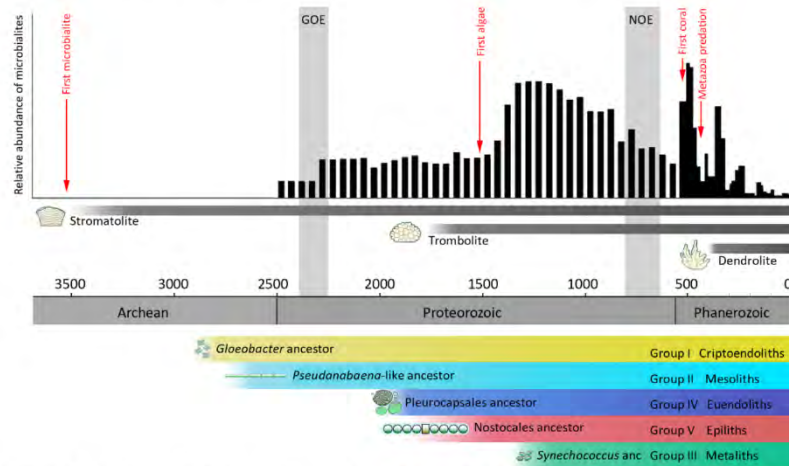 Relative abundance of microbialites
First microbialite
GOE
First algae
NOE
First coral
Metazoa predation
Stromatolite
Trombolite
Dendrolite
3500 3000 2500 2000 1500 1000 500 0
Archean Proteorozoic Phanerozoic
Gloeobacter ancestor Group I Criptoendoliths
Pseudanabaena-like ancestor Group II Mesoliths
Pleurocapsales ancestor Group IV Euendoliths
Nostocales ancestor Group V Epiliths
Synechococcus anc Group III Metaliths